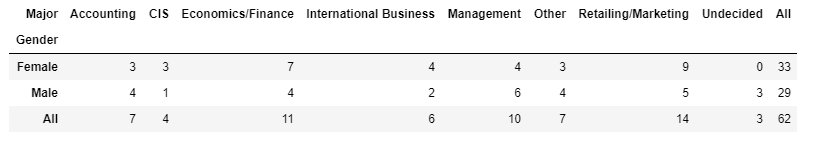 Major Accounting CIS Economics/Finance International Business Management Other Retailing/Marketing Undecided All
Gender
Female 3 3 7 4 4 3 9 0 33
Male 4 1 4 2 6 4 5 3 29
All 7 4 11 6 10 7 14 3 62